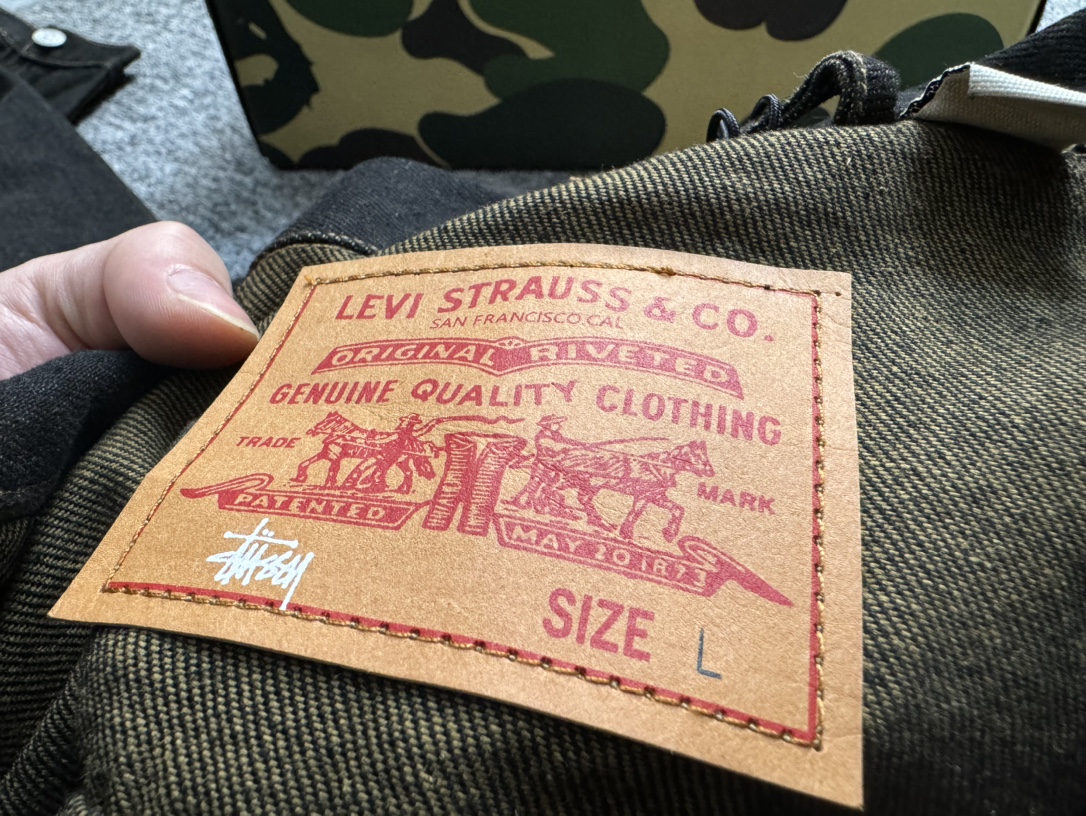 LEVI STRAUSS & CO.
SAN FRANCISCO.CAL
ORIGINAL RIVETED
GENUINE QUALITY CLOTHING
TRADE MARK
PATENTED MAY 20 1873
Stüssy
SIZE L